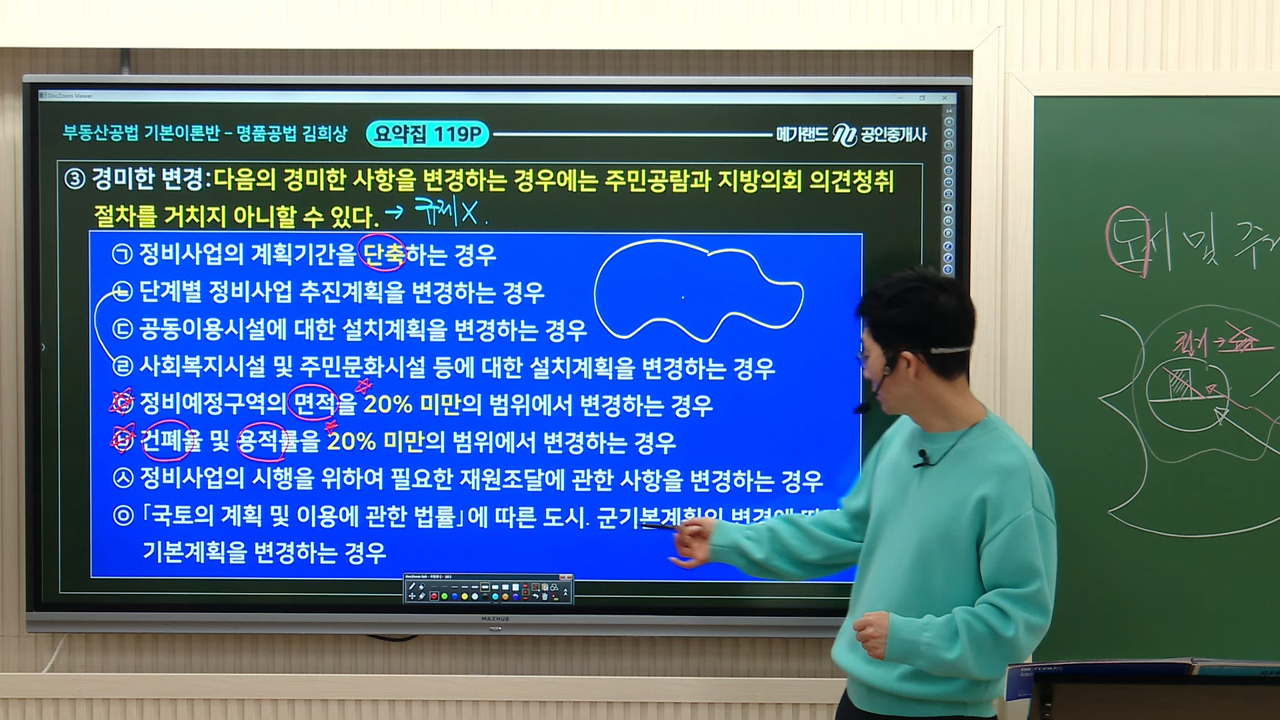 DocZoom Viewer
부동산공법 기본이론반 - 명품공법 김희상 요약집 119P 메가랜드 공인중개사
③ 경미한 변경:다음의 경미한 사항을 변경하는 경우에는 주민공람과 지방의회 의견청취
절차를 거치지 아니할 수 있다. → 규제X.
㉠ 정비사업의 계획기간을 단축하는 경우
㉡ 단계별 정비사업 추진계획을 변경하는 경우
㉢ 공동이용시설에 대한 설치계획을 변경하는 경우
㉣ 사회복지시설 및 주민문화시설 등에 대한 설치계획을 변경하는 경우
㉤ 정비예정구역의 면적을 20% 미만의 범위에서 변경하는 경우
㉥ 건폐율 및 용적률을 20% 미만의 범위에서 변경하는 경우
㉦ 정비사업의 시행을 위하여 필요한 재원조달에 관한 사항을 변경하는 경우
㉧ 「국토의 계획 및 이용에 관한 법률」에 따른 도시. 군기본계획의 변경에
기본계획을 변경하는 경우
MAXHUB
도시 및 주